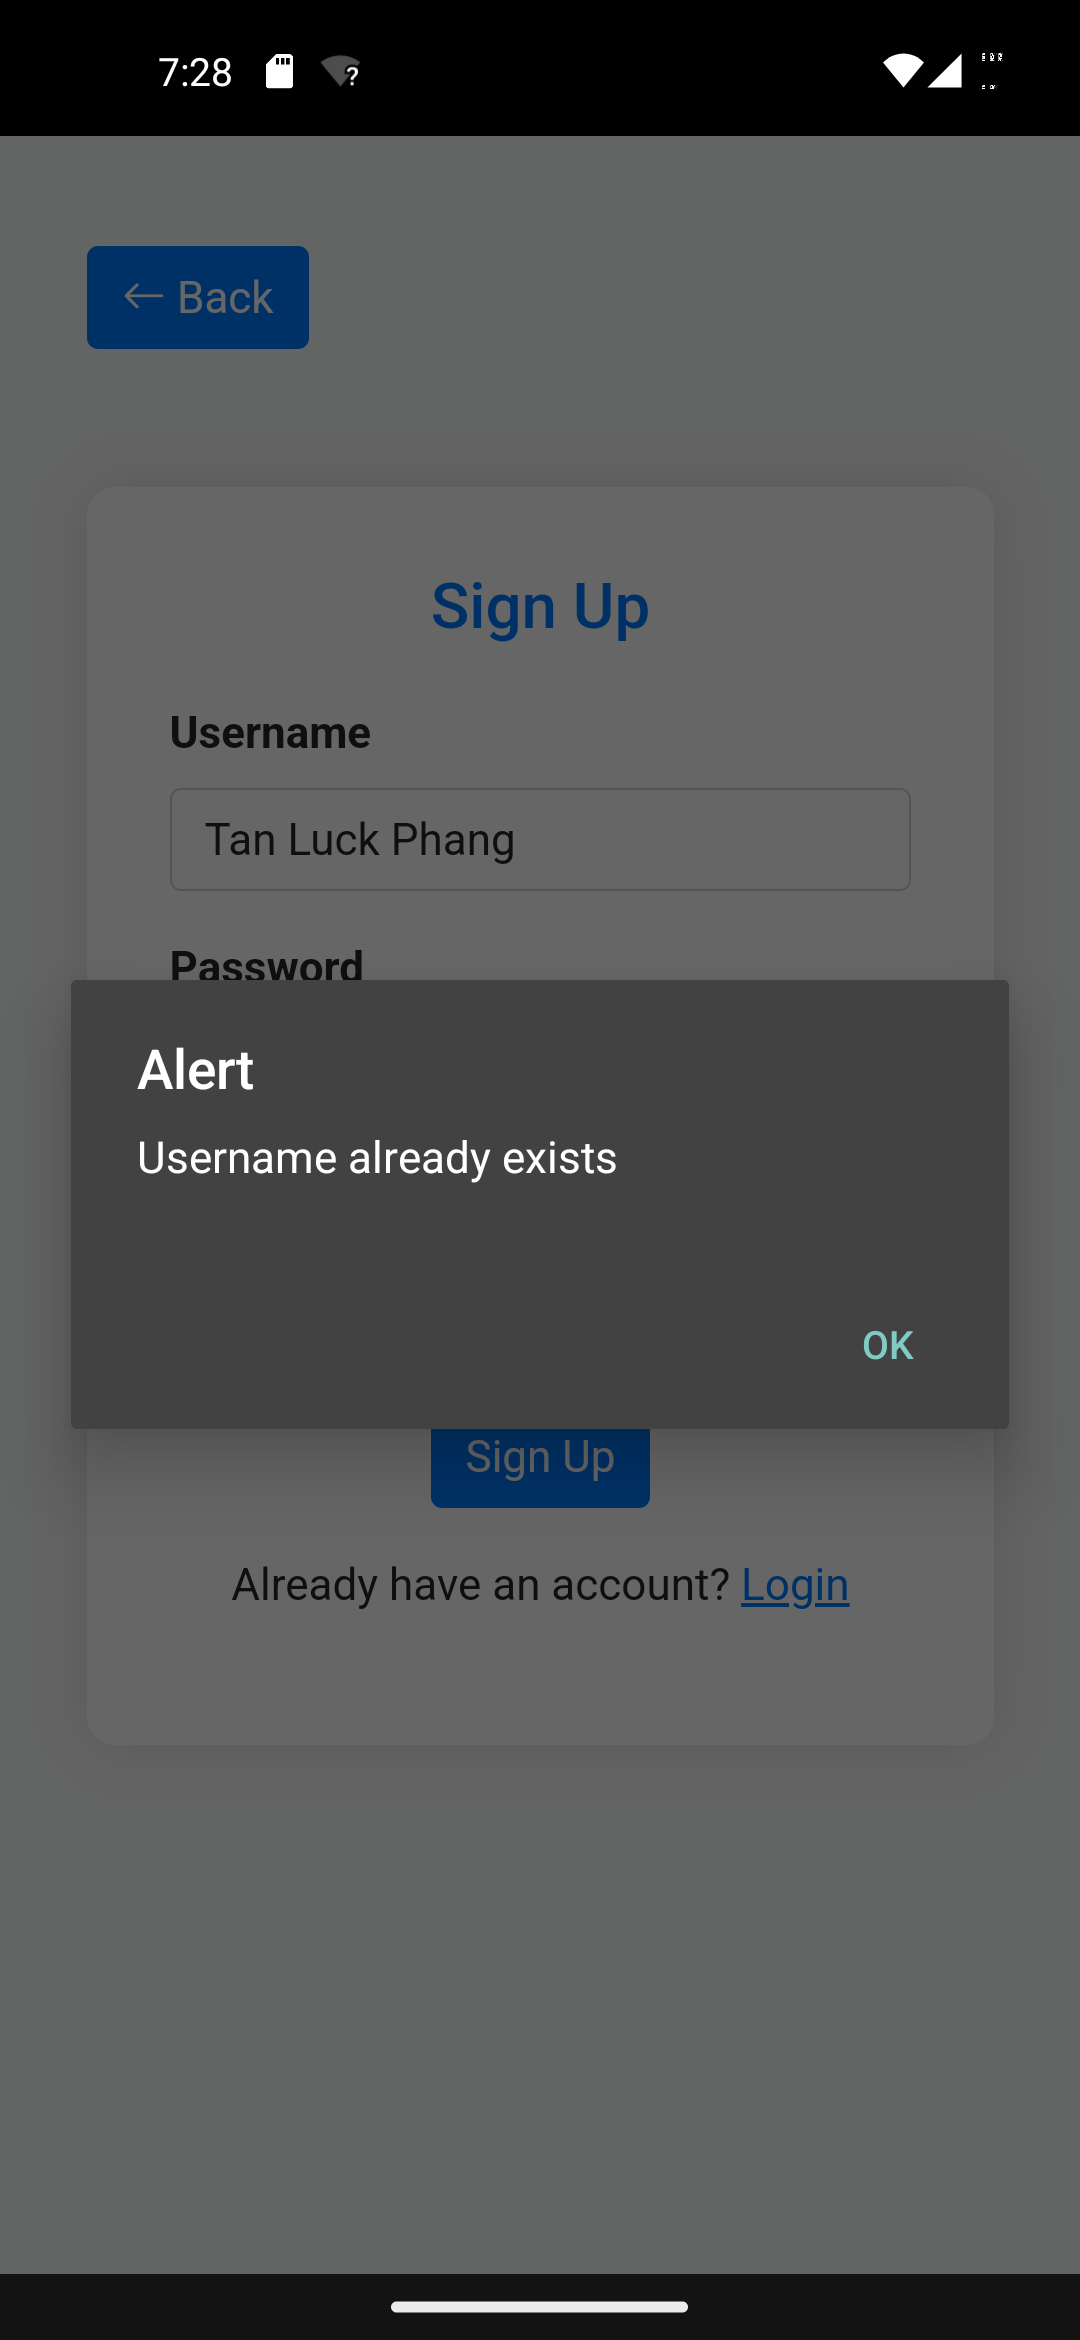 7:28
Back
Sign Up
Username
Tan Luck Phang
Password
Alert
Username already exists
OK
Sign Up
Already have an account? Login